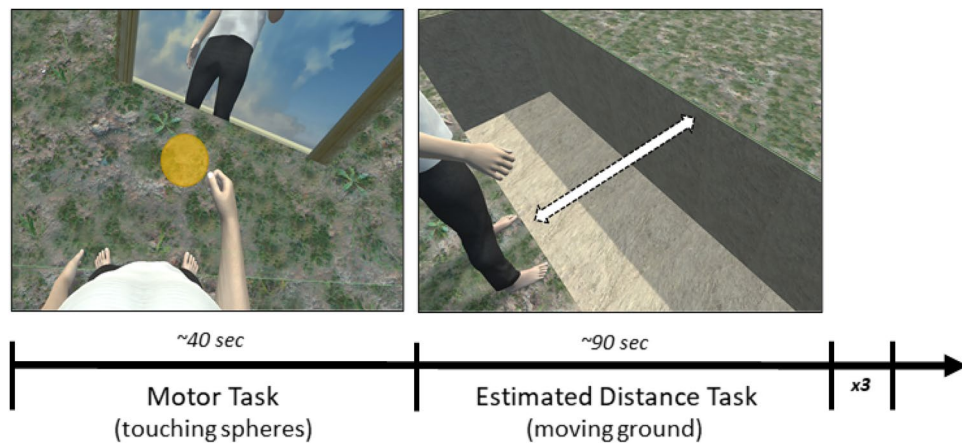 ~40 sec
~90 sec
x3
Motor Task
(touching spheres)
Estimated Distance Task
(moving ground)